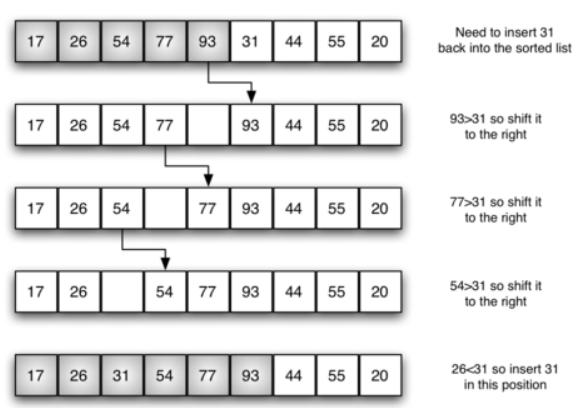 17 26 54 77 93 31 44 55 20
Need to insert 31
back into the sorted list
17 26 54 77 93 44 55 20
93>31 so shift it
to the right
17 26 54 77 93 44 55 20
77>31 so shift it
to the right
17 26 54 77 93 44 55 20
54>31 so shift it
to the right
17 26 31 54 77 93 44 55 20
26<31 so insert 31
in this position